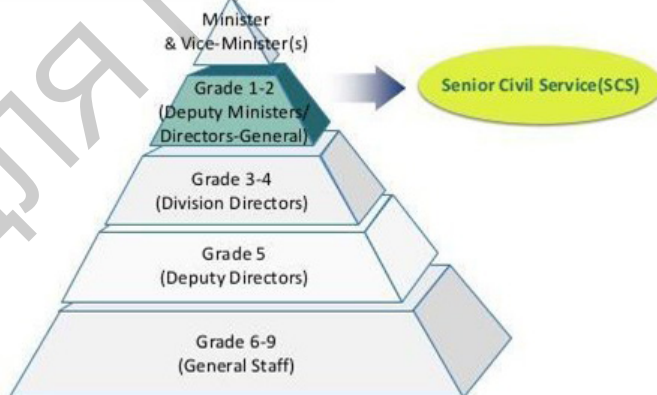 Minister
& Vice-Minister(s)
Grade 1-2
(Deputy Ministers/
Directors-General)
Senior Civil Service(SCS)
Grade 3-4
(Division Directors)
Grade 5
(Deputy Directors)
Grade 6-9
(General Staff)